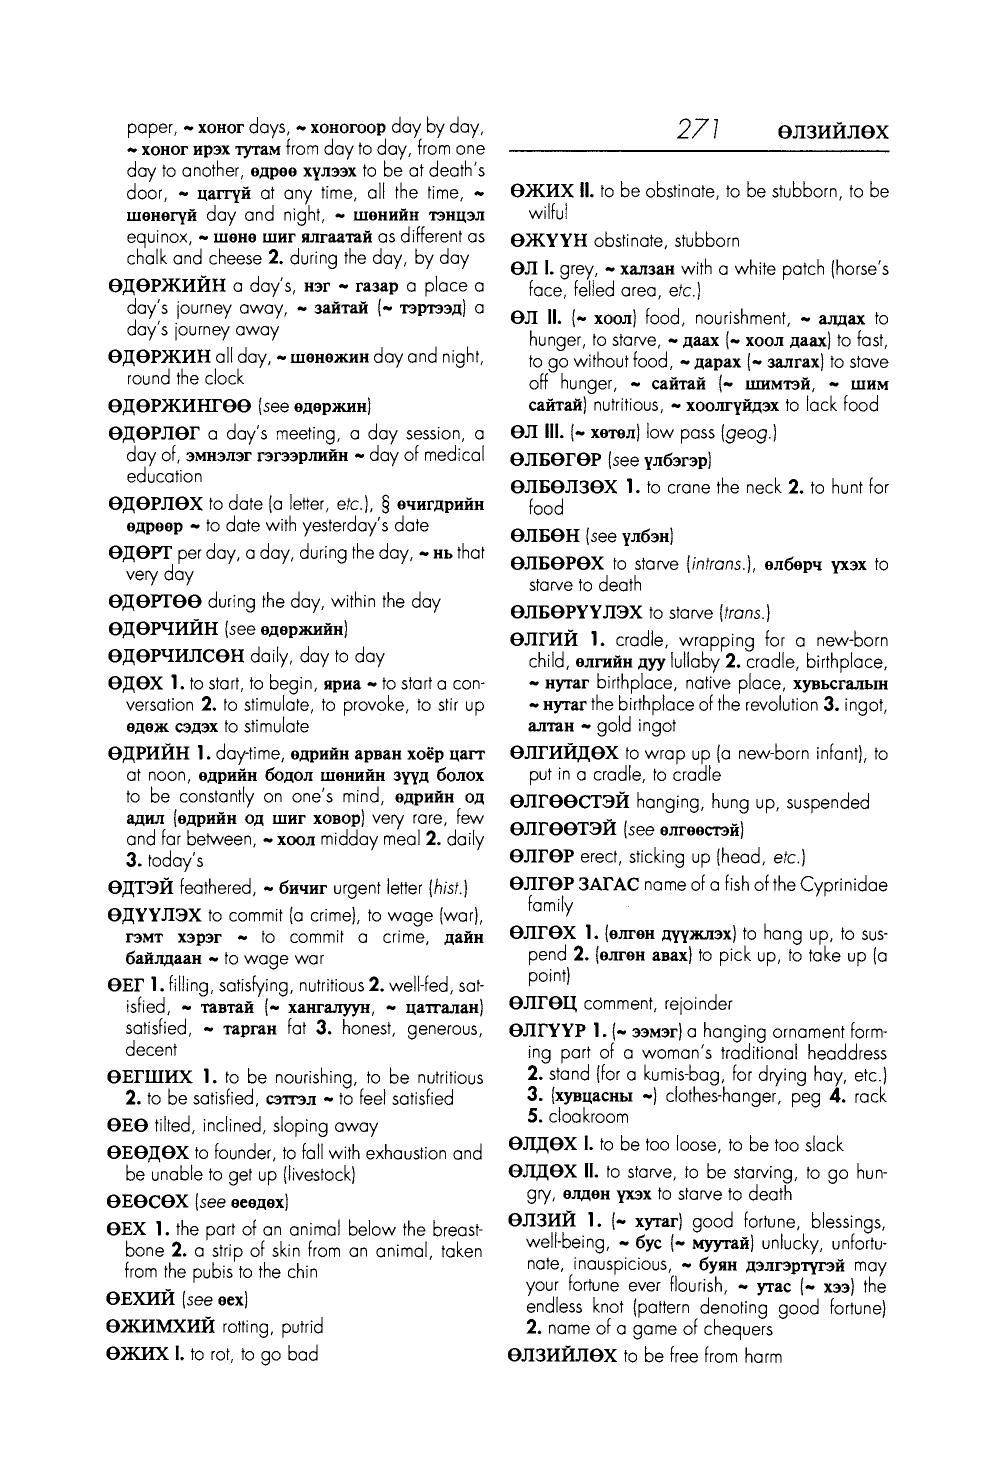 paper, ~ хоног days, ~ хоногоор day by day,
~ хоног ирэх тутам from day to day, from one
day to another, өдрөө хүлээх to be at death's
door, ~ цаггүй at any time, all the time, ~
шөнөгүй day and night, ~ шөнийн тэнцэл
equinox, ~ шөнө шиг ялгаатай as different as
chalk and cheese 2. during the day, by day
ӨДӨРЖИЙН a day's, нэг ~ газар a place a
day's journey away, ~ зайтай (~ тэртээд) a
day's journey away
ӨДӨРЖИН all day, ~ шөнөжин day and night,
round the clock
ӨДӨРЖИНГӨӨ (see өдөржин)
ӨДӨРЛӨГ a day's meeting, a day session, a
day of, эмнэлэг гэгээрлийн ~ day of medical
education
ӨДӨРЛӨХ to date (a letter, etc.), § өчигдрийн
өдрөөр ~ to date with yesterday's date
ӨДӨРТ per day, a day, during the day, ~ нь that
very day
ӨДӨРТӨӨ during the day, within the day
ӨДӨРЧИЙН (see өдөржийн)
ӨДӨРЧИЛСӨН daily, day to day
ӨДӨХ 1. to start, to begin, яриа ~ to start a con-
versation 2. to stimulate, to provoke, to stir up
өдөж сэдэх to stimulate
ӨДРИЙН 1. day-time, өдрийн арван хоёр цагт
at noon, өдрийн бодол шөнийн зүүд болох
to be constantly on one's mind, өдрийн од
адил (өдрийн од шиг ховор) very rare, few
and far between, ~ хоол midday meal 2. daily
3. today's
ӨДТЭЙ feathered, ~ бичиг urgent letter (hist.)
ӨДҮҮЛЭХ to commit (a crime), to wage (war),
гэмт хэрэг ~ to commit a crime, дайн
байлдаан ~ to wage war
ӨЕГ 1. filling, satisfying, nutritious 2. well-fed, sat-
isfied, ~ тавтай (~ хангалуун, ~ цатталан)
satisfied, ~ тарган fat 3. honest, generous,
decent
ӨЕГШИХ 1. to be nourishing, to be nutritious
2. to be satisfied, сэтгэл ~ to feel satisfied
ӨЕӨ tilted, inclined, sloping away
ӨЕӨДӨХ to founder, to fall with exhaustion and
be unable to get up (livestock)
ӨЕӨСӨХ (see өеөдөх)
ӨЕХ 1. the part of an animal below the breast-
bone 2. a strip of skin from an animal, taken
from the pubis to the chin
ӨЕХИЙ (see өех)
ӨЖИМХИЙ rotting, putrid
ӨЖИХ I. to rot, to go bad
271 ӨЛЗИЙЛӨХ
ӨЖИХ II. to be obstinate, to be stubborn, to be
wilful
ӨЖҮҮН obstinate, stubborn
ӨЛ I. grey, ~ халзан with a white patch (horse's
face, felled area, etc.)
ӨЛ II. (~ хоол) food, nourishment, ~ алдах to
hunger, to starve, ~ даах (~ хоол даах) to fast,
to go without food, ~ дарах (~ залгах) to stave
off hunger, ~ сайтай (~ шимтэй, ~ шим
сайтай) nutritious, ~ хоолгүйдэх to lack food
ӨЛ III. (~ хөтөл) low pass (geog.)
ӨЛБӨГӨР (see үлбэгэр)
ӨЛБӨЛЗӨХ 1. to crane the neck 2. to hunt for
food
ӨЛБӨН (see үлбэн)
ӨЛБӨРӨХ to starve (intrans.), өлбөрч үхэх to
starve to death
ӨЛБӨРҮҮЛЭХ to starve (trans.)
ӨЛГИЙ 1. cradle, wrapping for a new-born
child, өлгийн дуу lullaby 2. cradle, birthplace,
~ нутаг birthplace, native place, хувьсгалын
~ нутаг the birthplace of the revolution 3. ingot,
алтан ~ gold ingot
ӨЛГИЙДӨХ to wrap up (a new-born infant), to
put in a cradle, to cradle
ӨЛГӨӨСТЭЙ hanging, hung up, suspended
ӨЛГӨӨТЭЙ (see өлгөөстэй)
ӨЛГӨР erect, sticking up (head, etc.)
ӨЛГӨР ЗАГАС name of a fish of the Cyprinidae
family
ӨЛГӨХ 1. (өлгөн дүүжлэх) to hang up, to sus-
pend 2. (өлгөн авах) to pick up, to take up (a
point)
ӨЛГӨЦ comment, rejoinder
ӨЛГҮҮР 1. (~ ээмэг) a hanging ornament form-
ing part of a woman's traditional headdress
2. stand (for a kumis-bag, for drying hay, etc.)
3. (хувцасны ~) clothes-hanger, peg 4. rack
5. cloakroom
ӨЛДӨХ I. to be too loose, to be too slack
ӨЛДӨХ II. to starve, to be starving, to go hun-
gry, өлдөн үхэх to starve to death
ӨЛЗИЙ 1. (~ хутаг) good fortune, blessings,
well-being, ~ бус (~ муутай) unlucky, unfortu-
nate, inauspicious, ~ буян дэлгэртүгэй may
your fortune ever flourish, ~ утас (~ хээ) the
endless knot (pattern denoting good fortune)
2. name of a game of chequers
ӨЛЗИЙЛӨХ to be free from harm